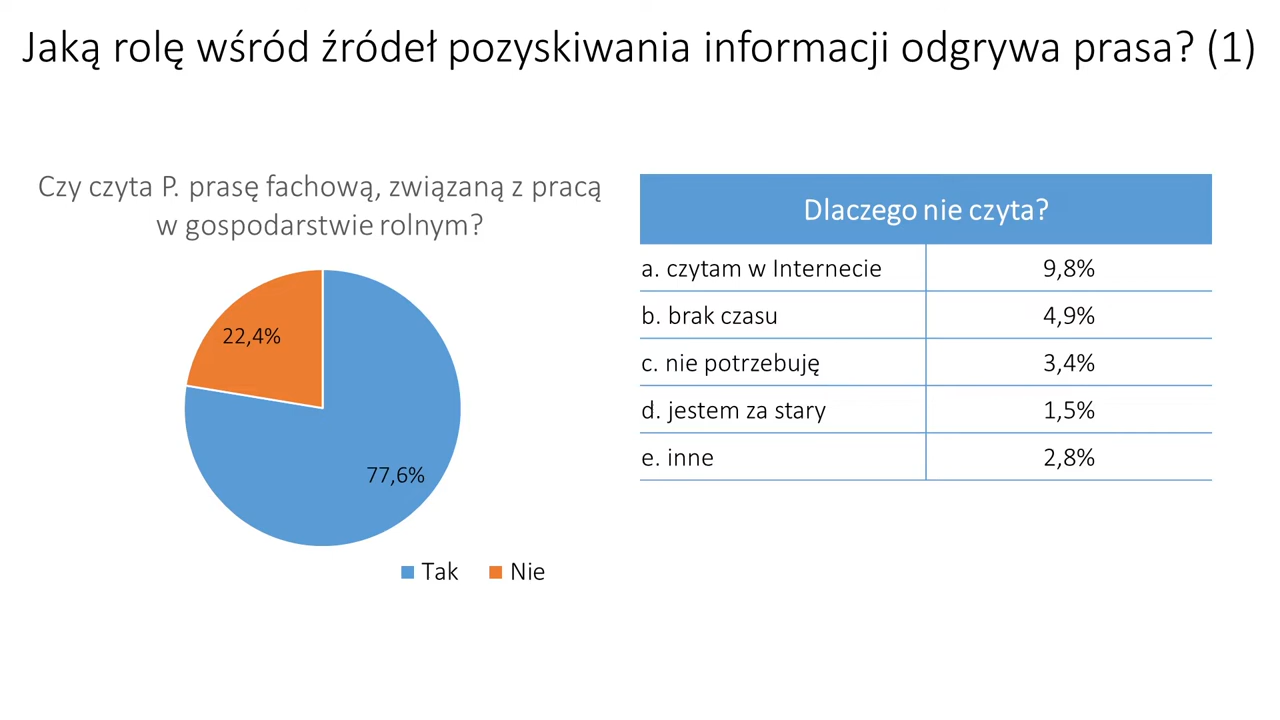 Jaką rolę wśród źródeł pozyskiwania informacji odgrywa prasa? (1)
Czy czyta P. prasę fachową, związaną z pracą
w gospodarstwie rolnym?
22,4%
77,6%
Tak Nie
Dlaczego nie czyta?
a. czytam w Internecie 9,8%
b. brak czasu 4,9%
c. nie potrzebuję 3,4%
d. jestem za stary 1,5%
e. inne 2,8%